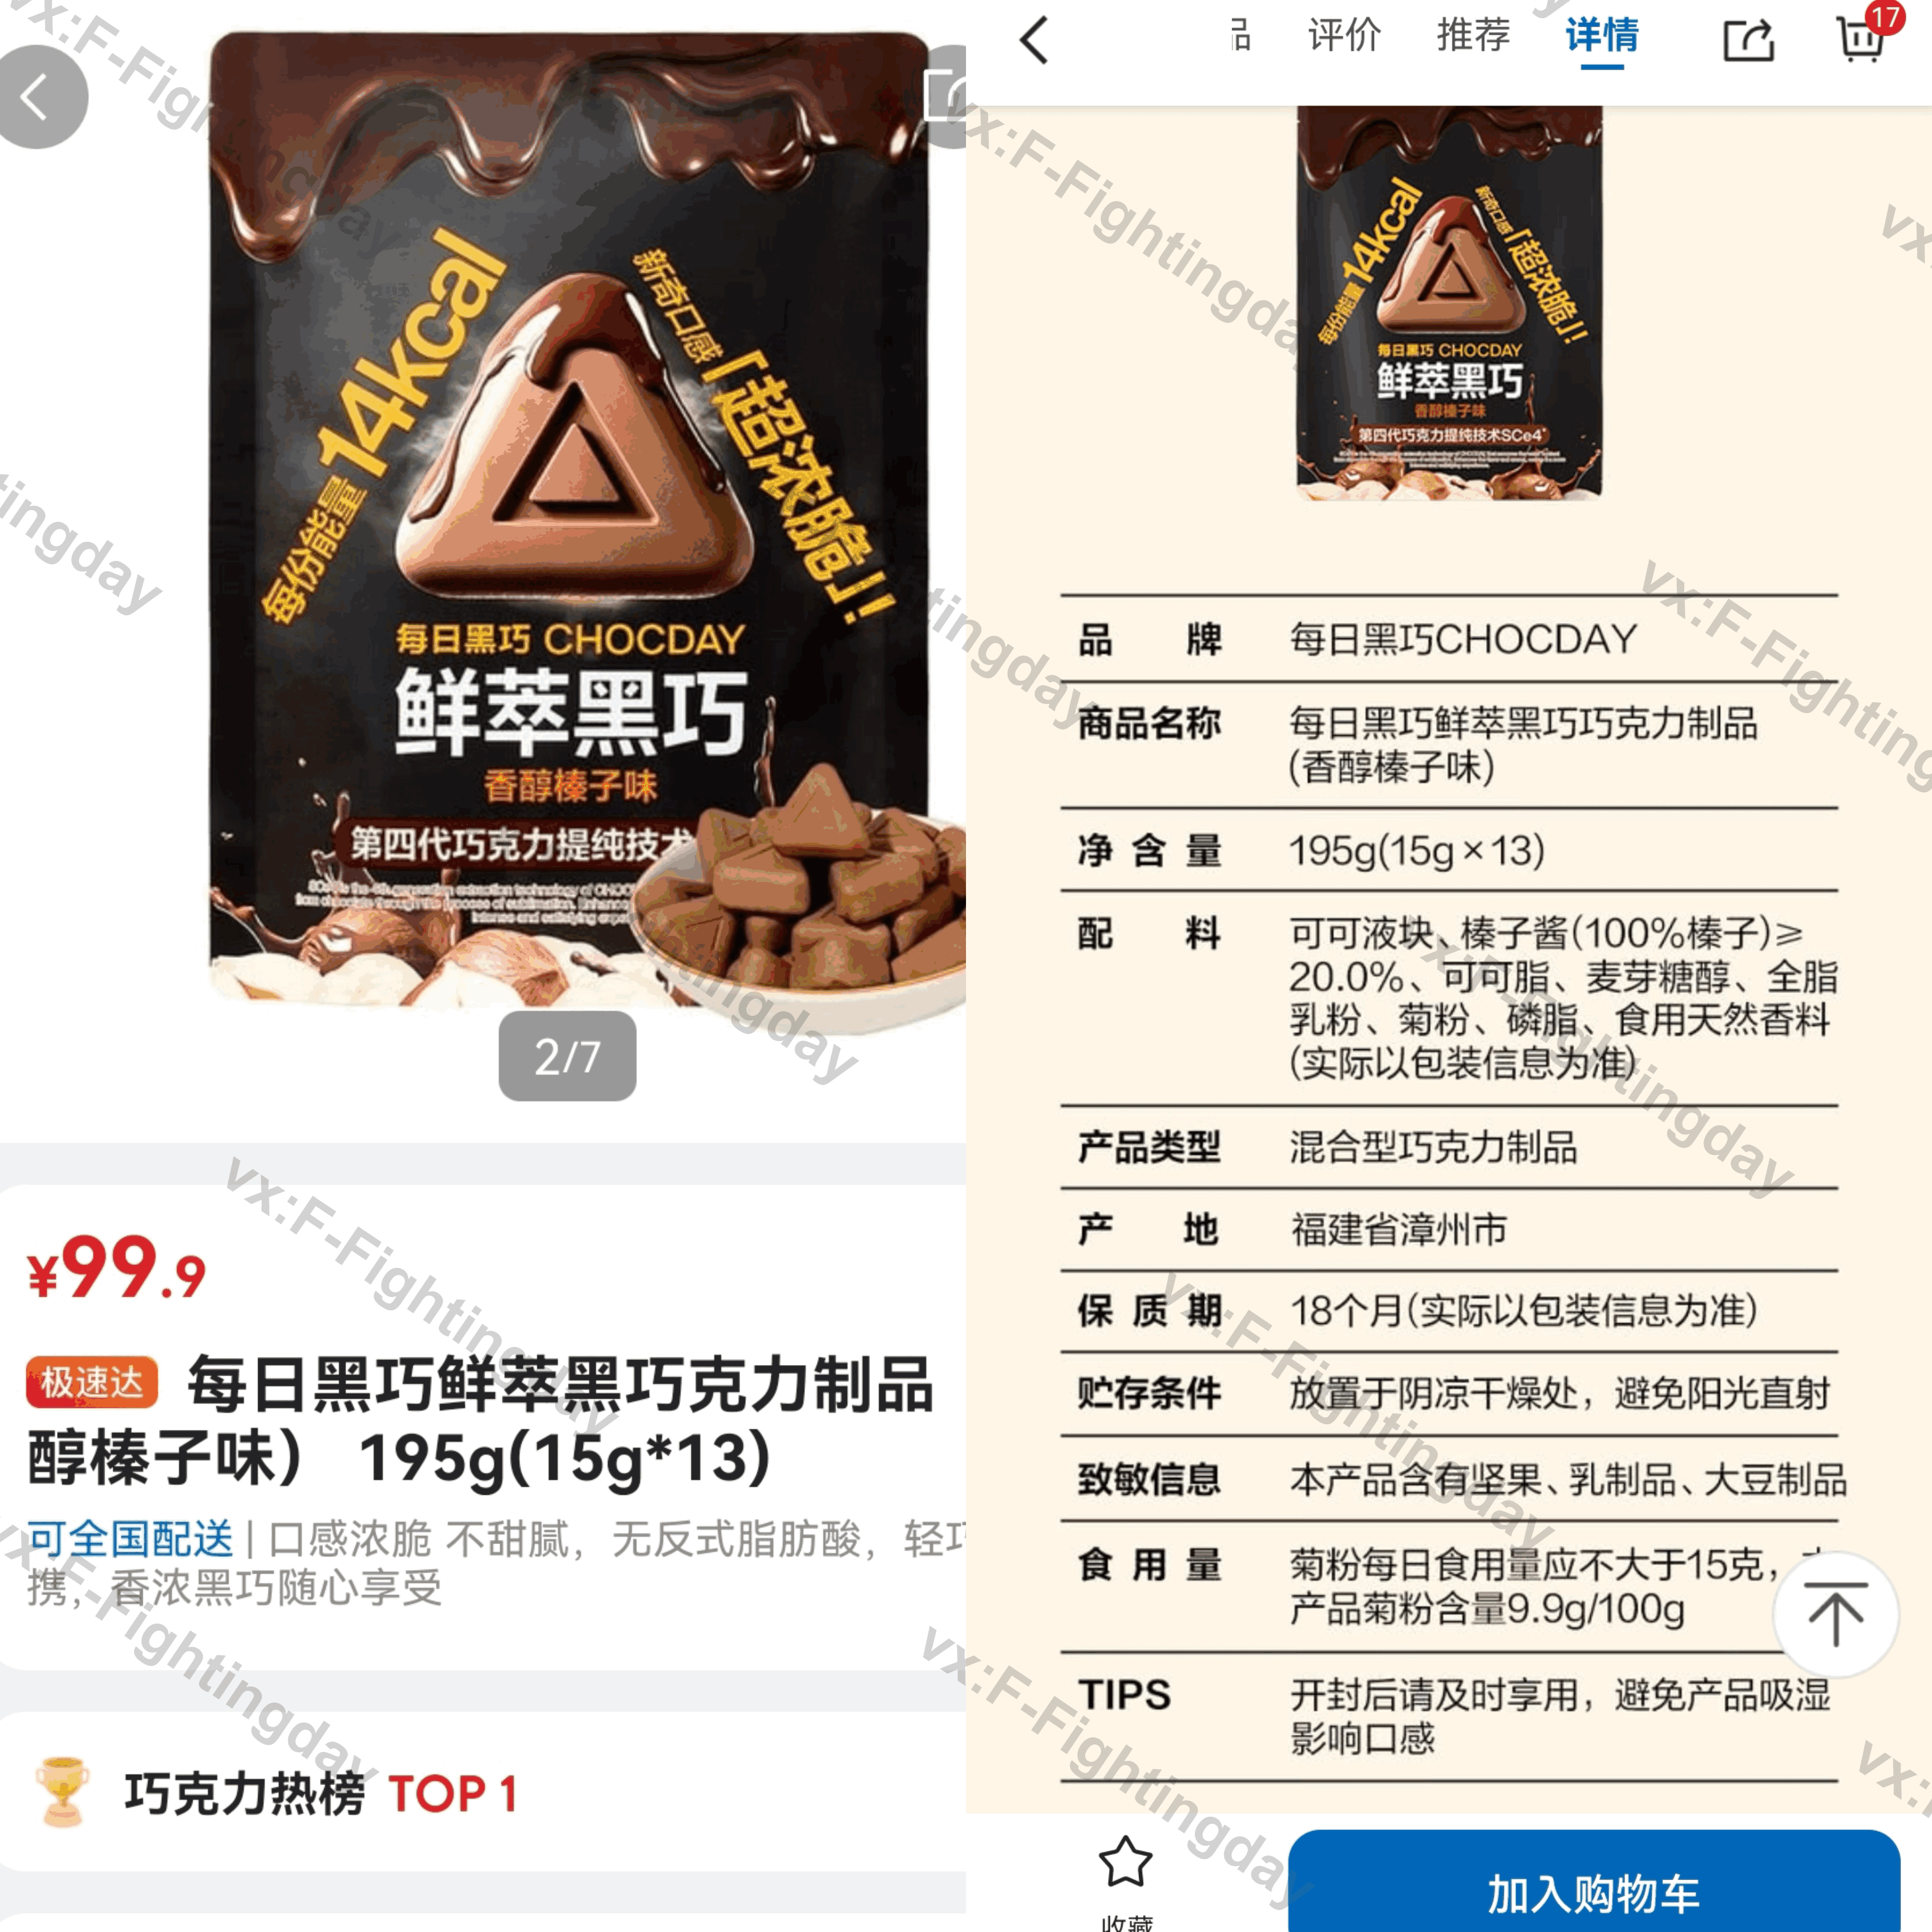 每份能量14kcal
新奇口感「超浓脆」!
每日黑巧 CHOCDAY
鲜萃黑巧
香醇榛子味
第四代巧克力提纯技术
2/7
¥99.9
极速达 每日黑巧鲜萃黑巧克力制品
醇榛子味） 195g(15g*13)
可全国配送 | 口感浓脆 不甜腻，无反式脂肪酸，轻巧
携，香浓黑巧随心享受
巧克力热榜 TOP 1
品 评价 推荐 详情
17
每份能量14kcal
新奇口感「超浓脆」!
每日黑巧 CHOCDAY
鲜萃黑巧
香醇榛子味
第四代巧克力提纯技术SCe4+
品牌 每日黑巧CHOCDAY
商品名称 每日黑巧鲜萃黑巧巧克力制品
(香醇榛子味)
净含量 195g(15g×13)
配料 可可液块、榛子酱(100%榛子)≥
20.0%、可可脂、麦芽糖醇、全脂
乳粉、菊粉、磷脂、食用天然香料
(实际以包装信息为准)
产品类型 混合型巧克力制品
产地 福建省漳州市
保质期 18个月(实际以包装信息为准)
贮存条件 放置于阴凉干燥处，避免阳光直射
致敏信息 本产品含有坚果、乳制品、大豆制品
食用量 菊粉每日食用量应不大于15克，
产品菊粉含量9.9g/100g
TIPS 开封后请及时享用，避免产品吸湿
影响口感
收藏
加入购物车
vx:F-Fightingday